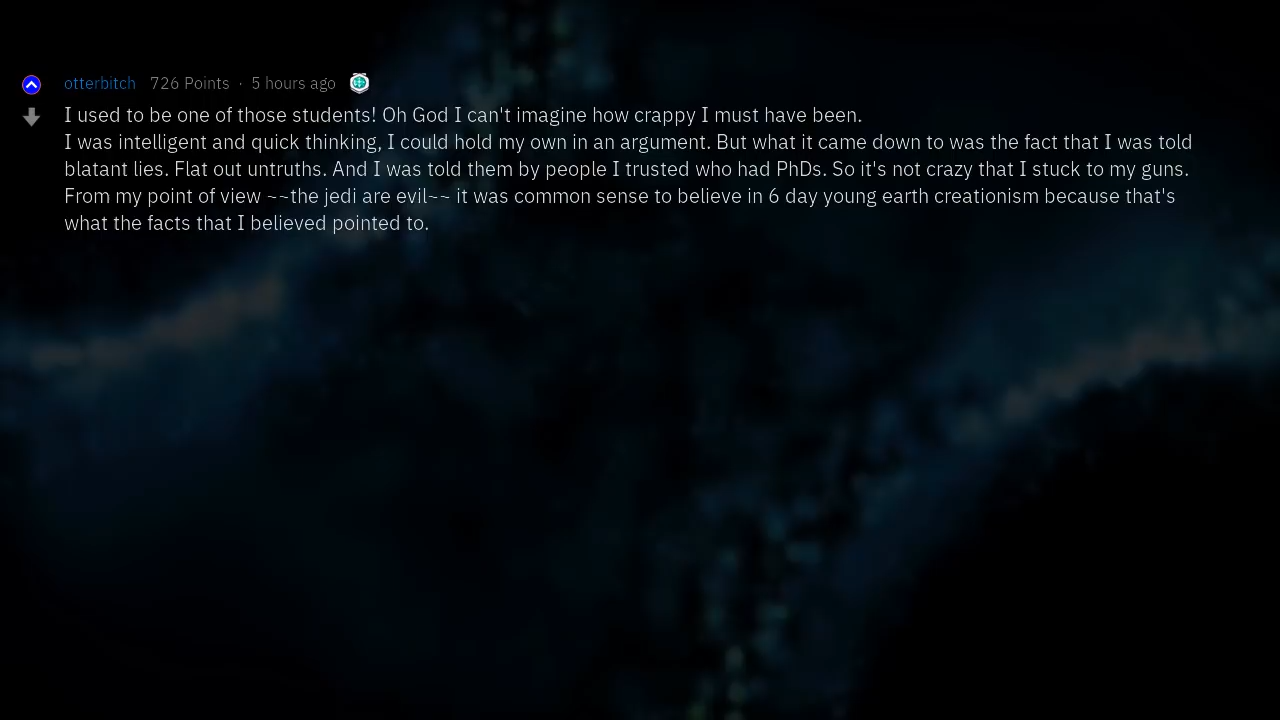 otterbitch 726 Points · 5 hours ago
I used to be one of those students! Oh God I can't imagine how crappy I must have been.
I was intelligent and quick thinking, I could hold my own in an argument. But what it came down to was the fact that I was told
blatant lies. Flat out untruths. And I was told them by people I trusted who had PhDs. So it's not crazy that I stuck to my guns.
From my point of view ~~the jedi are evil~~ it was common sense to believe in 6 day young earth creationism because that's
what the facts that I believed pointed to.